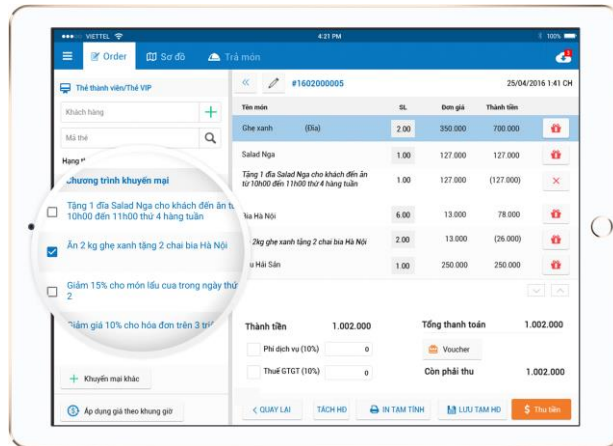 VIETTEL
4:21 PM
100%
Order
Sơ đồ
Trả món
3
Thẻ thành viên/Thẻ VIP
Khách hàng
Mã thẻ
Hạng
Chương trình khuyến mại
Tặng 1 đĩa Salad Nga cho khách đến ăn từ
10h00 đến 11h00 thứ 4 hàng tuần
Ăn 2 kg ghẹ xanh tặng 2 chai bia Hà Nội
Giảm 15% cho món lẩu cua trong ngày thứ
2
Giảm giá 10% cho hóa đơn trên 3
Khuyến mại khác
Áp dụng giá theo khung giờ
#1602000005
25/04/2016 1:41 CH
Tên món SL Đơn giá Thành tiền
Ghẹ xanh (Đĩa) 2.00 350.000 700.000
Salad Nga 1.00 127.000 127.000
Tặng 1 đĩa Salad Nga cho khách đến ăn
từ 10h00 đến 11h00 thứ 4 hàng tuần 1.00 127.000 (127.000)
Bia Hà Nội 6.00 13.000 78.000
2kg ghẹ xanh tặng 2 chai bia Hà Nội 2.00 13.000 (26.000)
Hải Sản 1.00 250.000 250.000
Thành tiền 1.002.000
Phí dịch vụ (10%) 0
Thuế GTGT (10%) 0
Tổng thanh toán 1.002.000
Voucher
Còn phải thu 1.002.000
QUAY LẠI
TÁCH HĐ
IN TẠM TÍNH
LƯU TẠM HĐ
$ Thu tiền